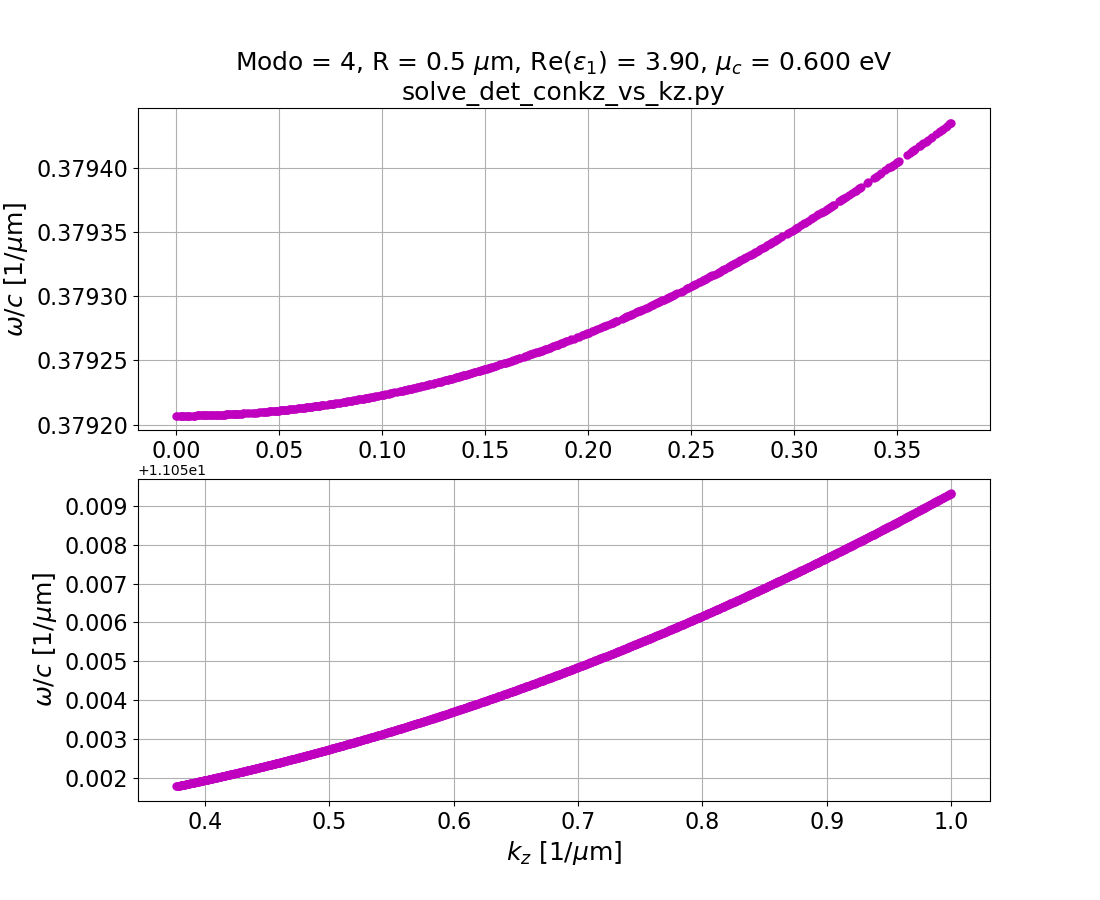 Modo = 4, R = 0.5 μm, Re(ε₁) = 3.90, μ_c = 0.600 eV
solve_det_conkz_vs_kz.py
ω/c [1/μm]
0.37940
0.37935
0.37930
0.37925
0.37920
0.00 0.05 0.10 0.15 0.20 0.25 0.30 0.35
+1.105e1
ω/c [1/μm]
0.009
0.008
0.007
0.006
0.005
0.004
0.003
0.002
0.4 0.5 0.6 0.7 0.8 0.9 1.0
k_z [1/μm]